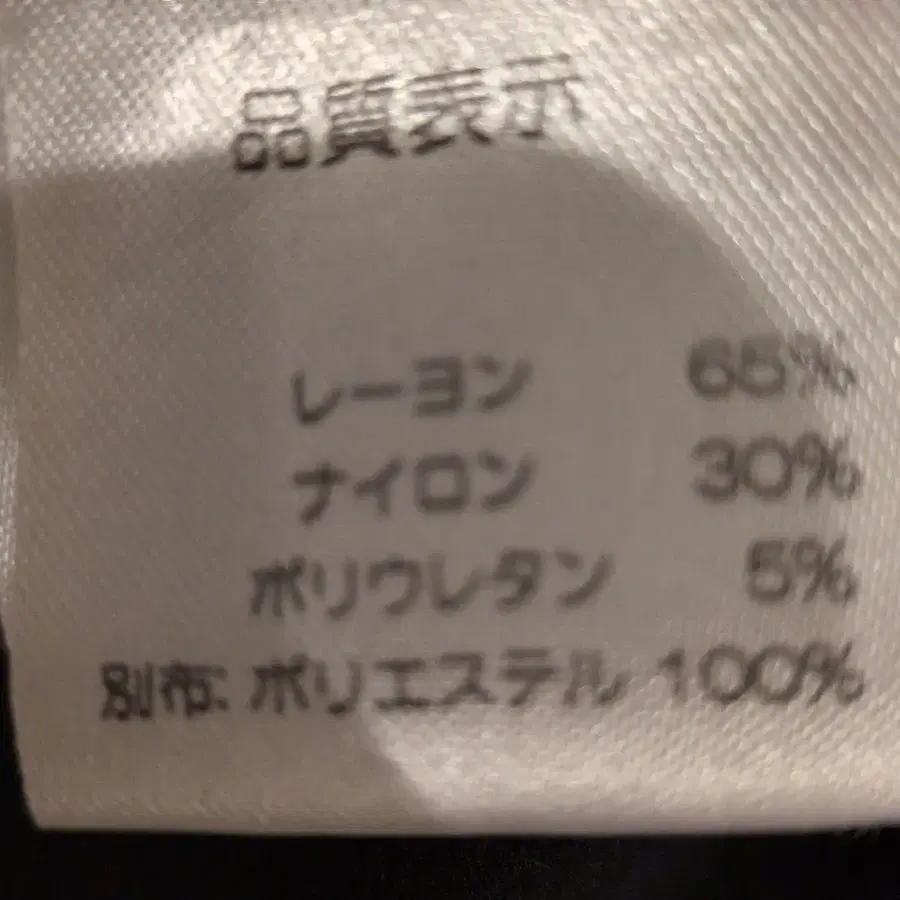 品質表示
レーヨン 65%
ナイロン 30%
ポリウレタン 5%
別布: ポリエステル 100%